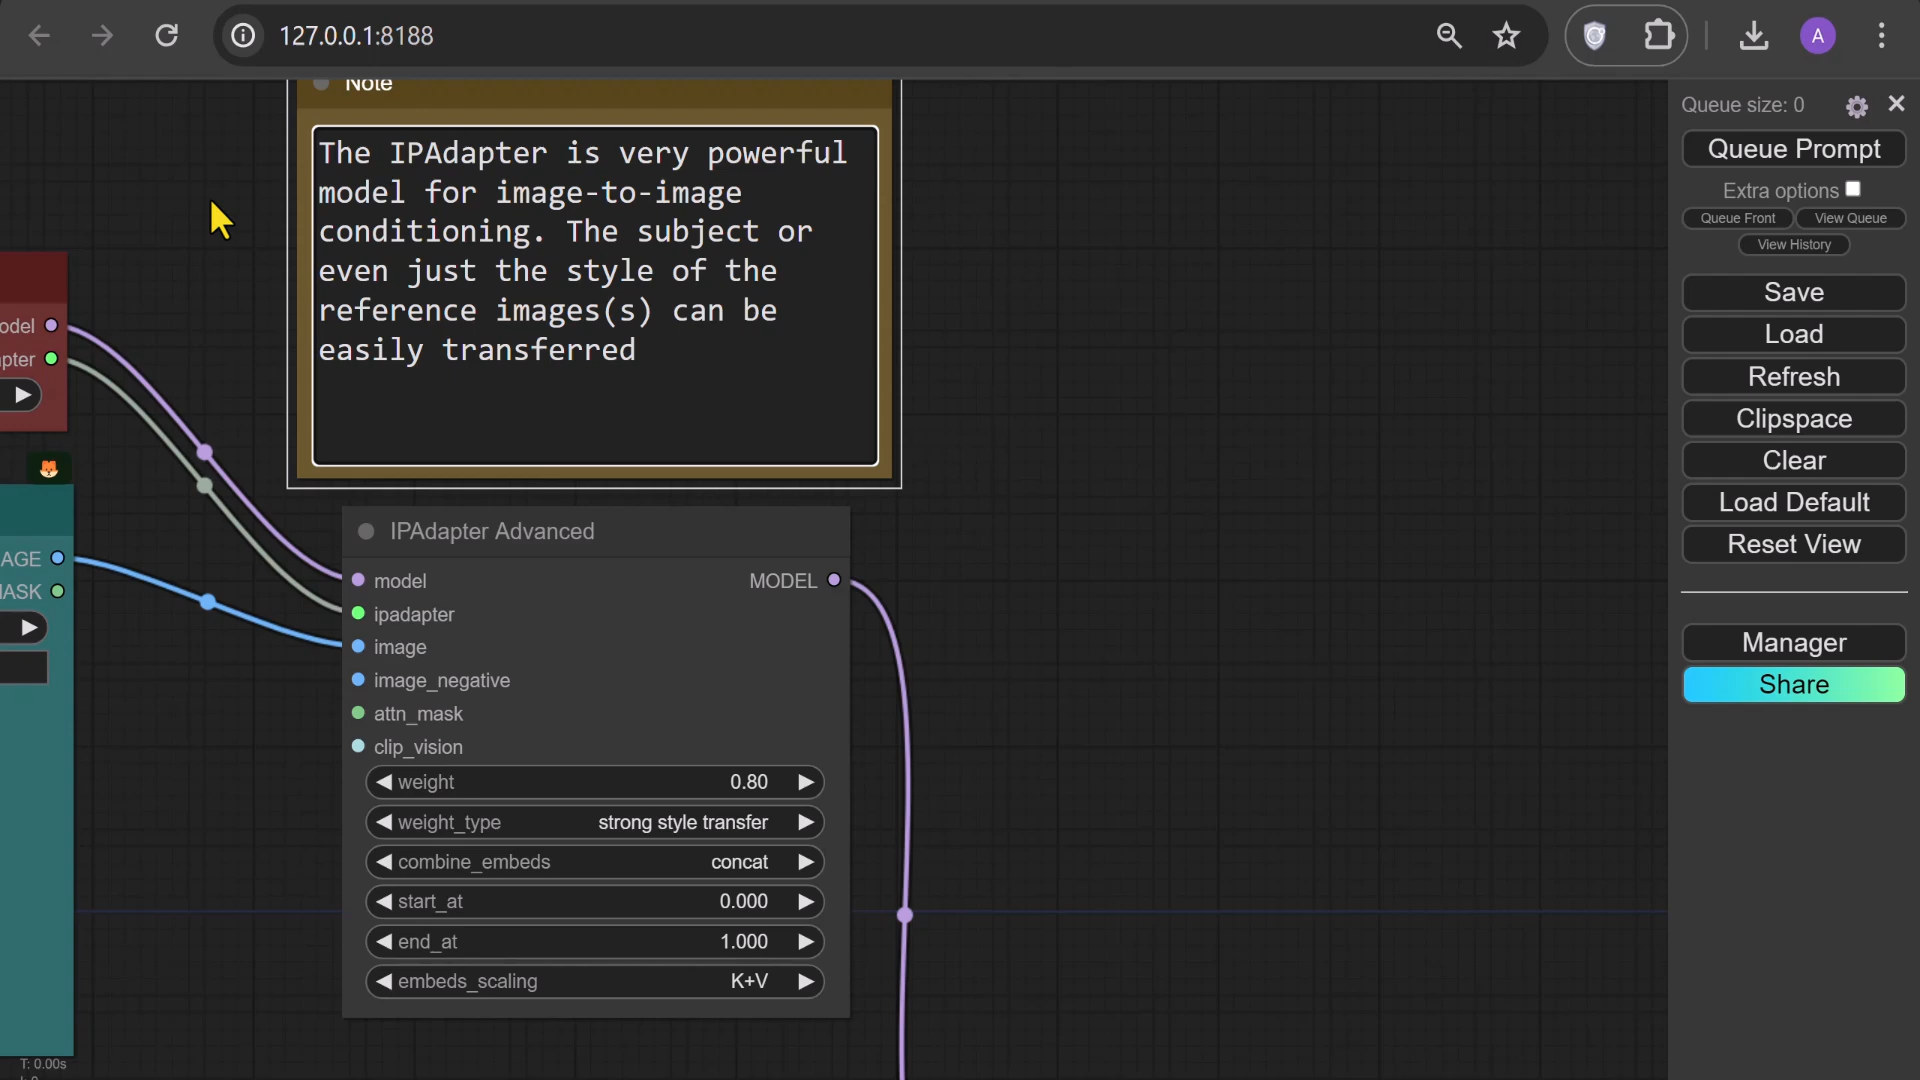 127.0.0.1:8188
A
Note
The IPAdapter is very powerful
model for image-to-image
conditioning. The subject or
even just the style of the
reference images(s) can be
easily transferred
odel
pter
AGE
MASK
IPAdapter Advanced
model
MODEL
ipadapter
image
image_negative
attn_mask
clip_vision
weight 0.80
weight_type strong style transfer
combine_embeds concat
start_at 0.000
end_at 1.000
embeds_scaling K+V
T: 0.00s
Queue size: 0
Queue Prompt
Extra options
Queue Front View Queue
View History
Save
Load
Refresh
Clipspace
Clear
Load Default
Reset View
Manager
Share